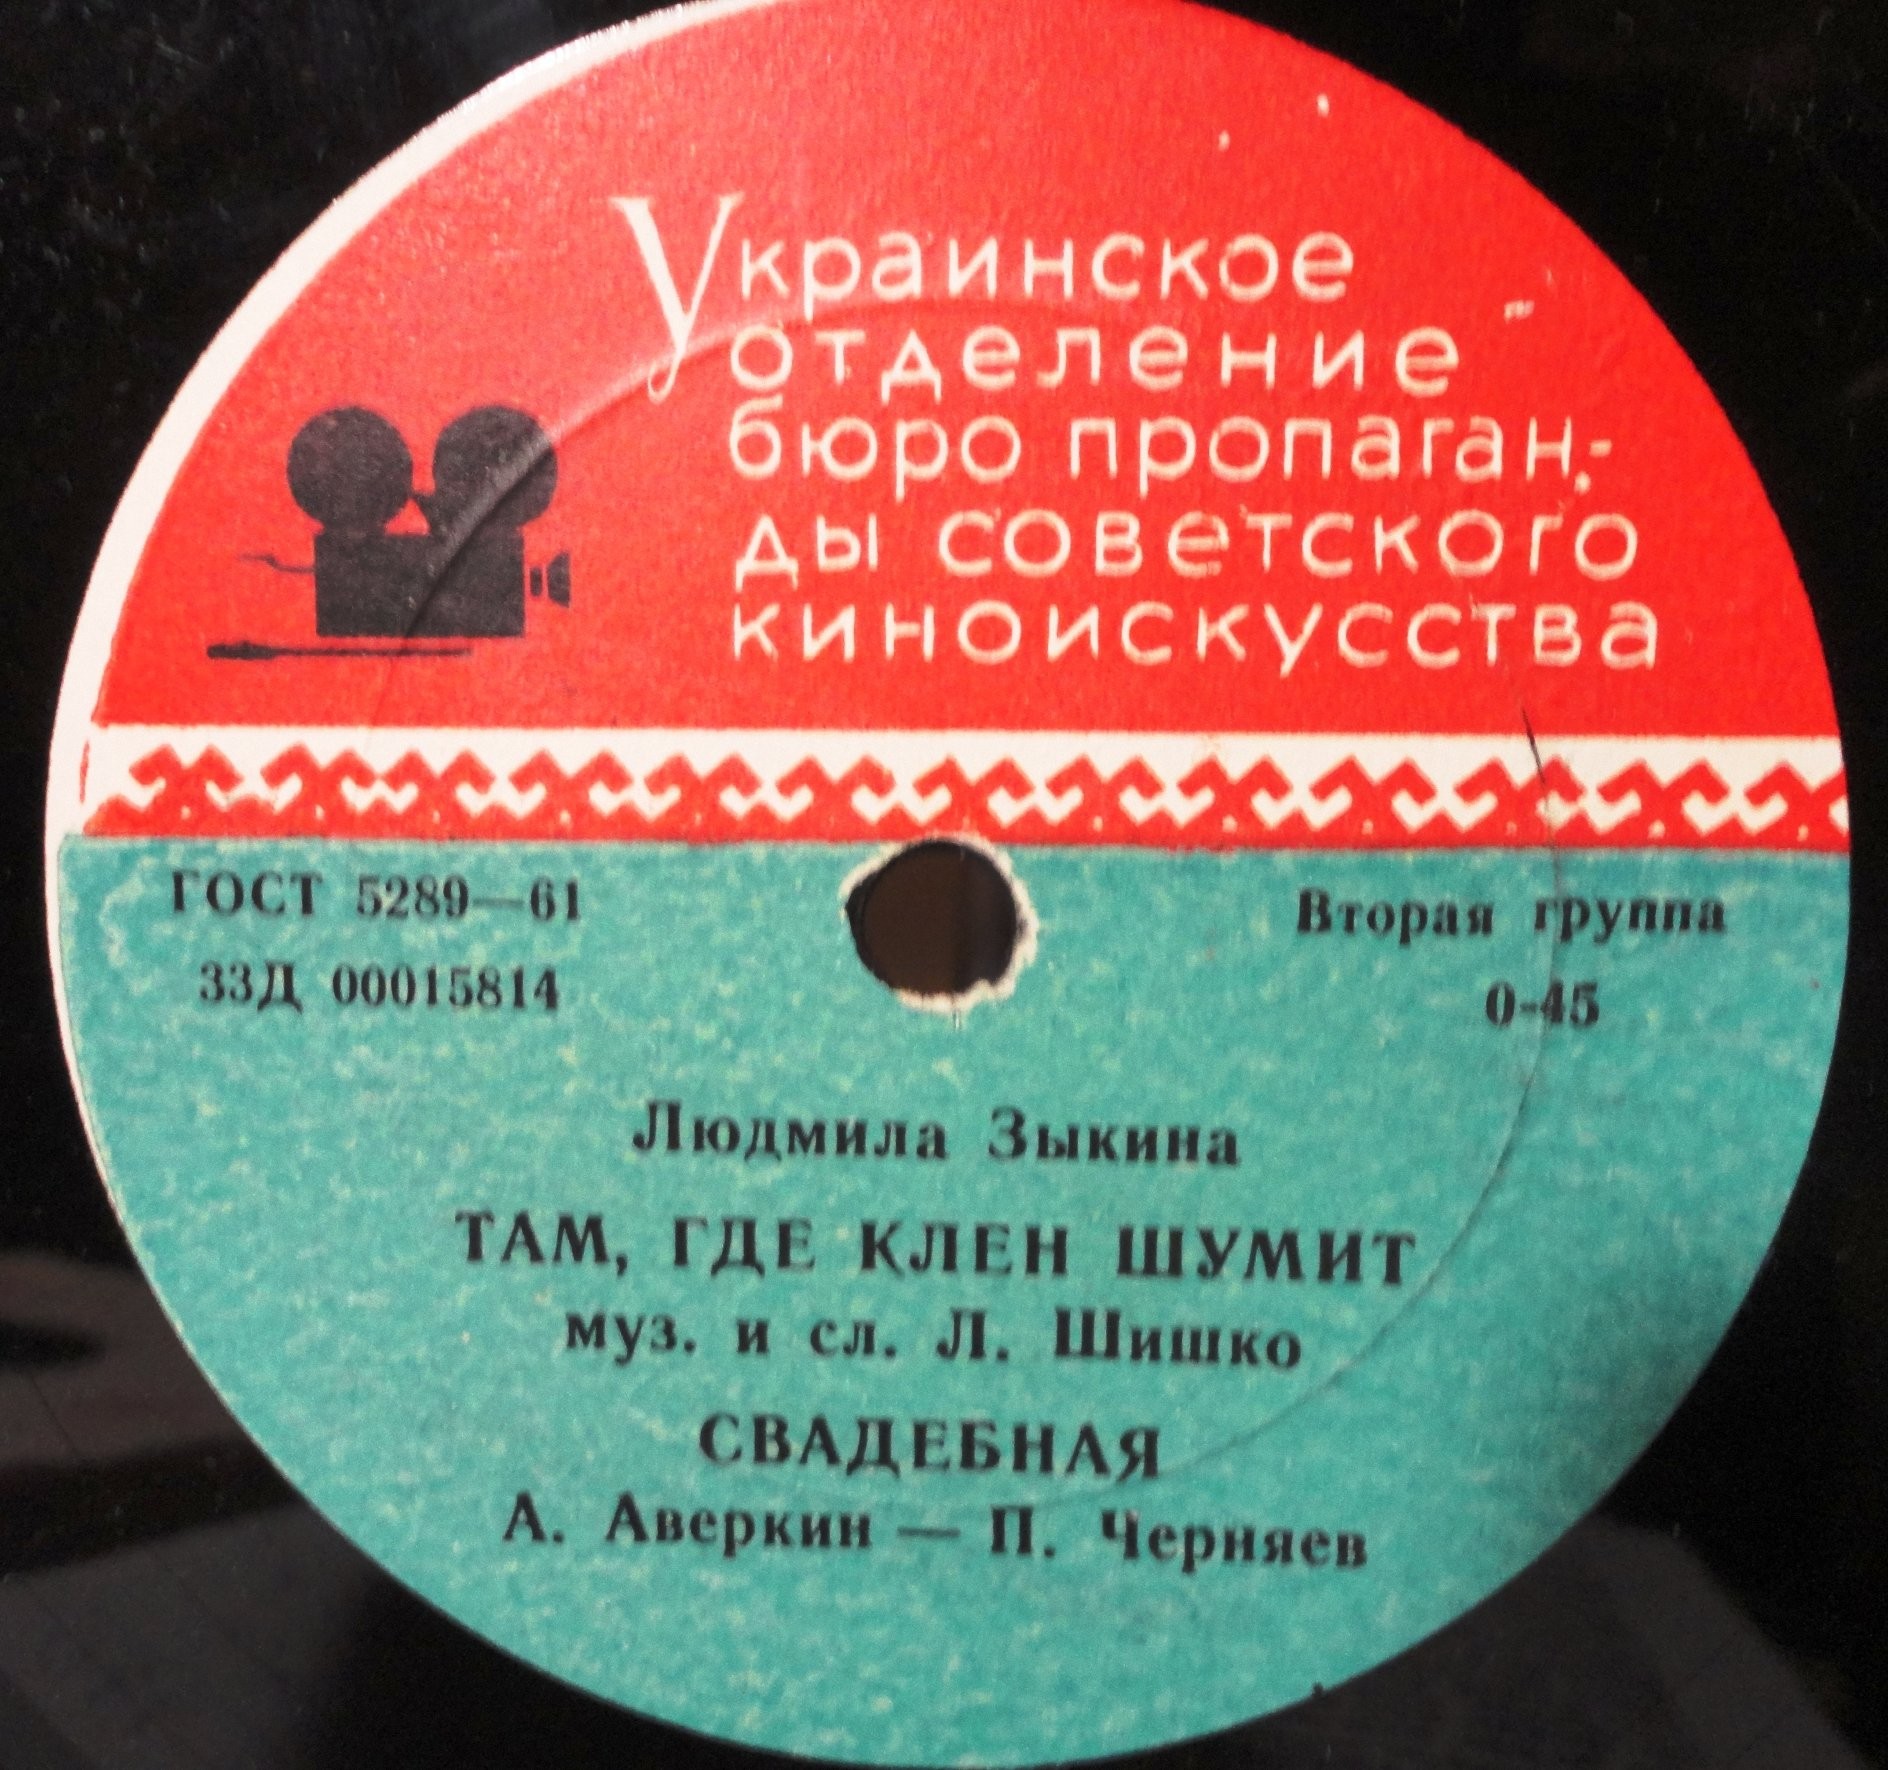 Украинское
отделение
бюро пропаган-
ды советского
киноискусства
ГОСТ 5289—61
Вторая группа
33Д 00015814
0-45
Людмила Зыкина
ТАМ, ГДЕ КЛЕН ШУМИТ
муз. и сл. Л. Шишко
СВАДЕБНАЯ
А. Аверкин — П. Черняев